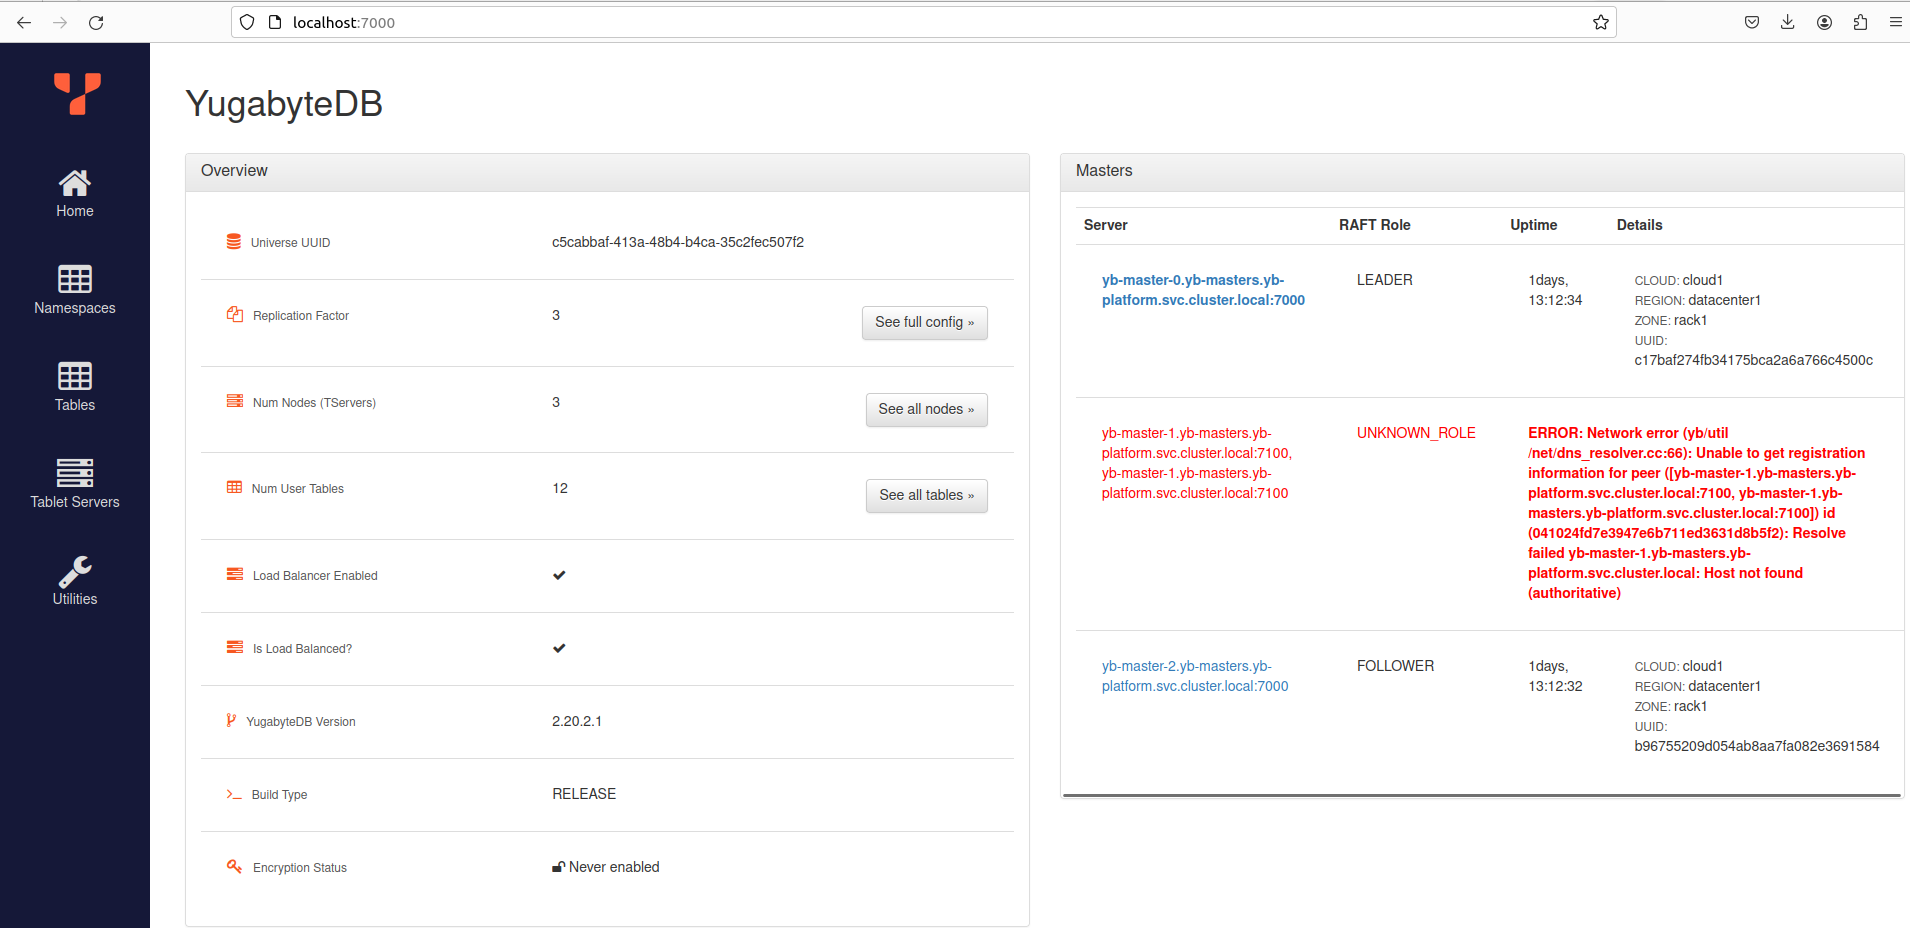 localhost:7000
Home
Namespaces
Tables
Tablet Servers
Utilities
YugabyteDB
Overview
Universe UUID c5cabbaf-413a-48b4-b4ca-35c2fec507f2
Replication Factor 3 See full config »
Num Nodes (TServers) 3 See all nodes »
Num User Tables 12 See all tables »
Load Balancer Enabled ✔
Is Load Balanced? ✔
YugabyteDB Version 2.20.2.1
Build Type RELEASE
Encryption Status Never enabled
Masters
Server RAFT Role Uptime Details
yb-master-0.yb-masters.yb-
platform.svc.cluster.local:7000
LEADER
1days,
13:12:34
CLOUD: cloud1
REGION: datacenter1
ZONE: rack1
UUID:
c17baf274fb34175bca2a6a766c4500c
yb-master-1.yb-masters.yb-
platform.svc.cluster.local:7100,
yb-master-1.yb-masters.yb-
platform.svc.cluster.local:7100
UNKNOWN_ROLE
ERROR: Network error (yb/util
/net/dns_resolver.cc:66): Unable to get registration
information for peer ([yb-master-1.yb-masters.yb-
platform.svc.cluster.local:7100, yb-master-1.yb-
masters.yb-platform.svc.cluster.local:7100]) id
(041024fd7e3947e6b711ed3631d8b5f2): Resolve
failed yb-master-1.yb-masters.yb-
platform.svc.cluster.local: Host not found
(authoritative)
yb-master-2.yb-masters.yb-
platform.svc.cluster.local:7000
FOLLOWER
1days,
13:12:32
CLOUD: cloud1
REGION: datacenter1
ZONE: rack1
UUID:
b96755209d054ab8aa7fa082e3691584